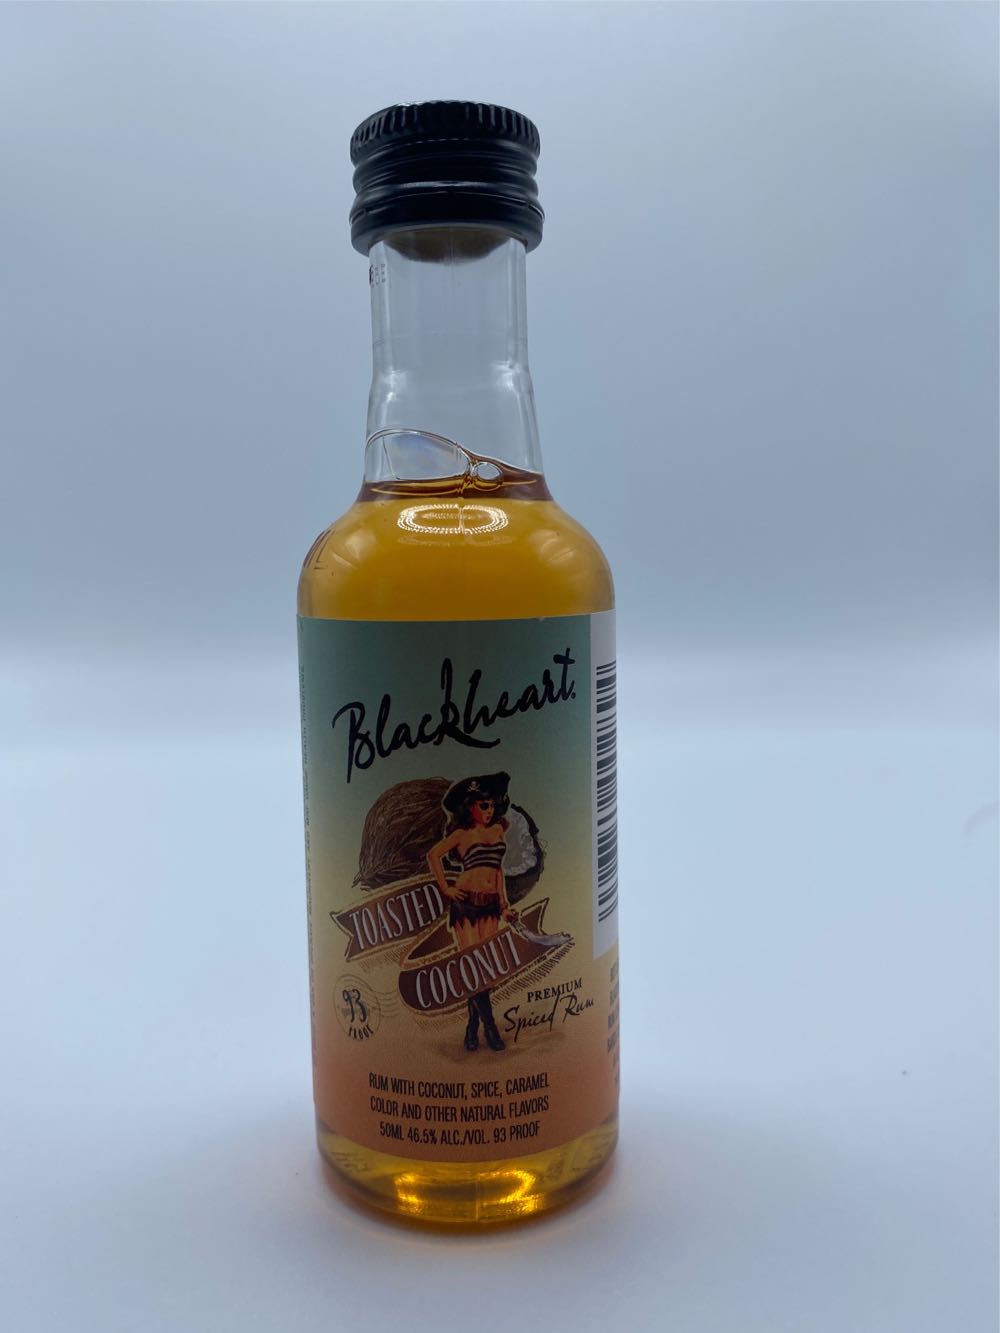 Blackheart.
TOASTED
COCONUT
93
PROOF
PREMIUM
Spiced Rum
RUM WITH COCONUT, SPICE, CARAMEL
COLOR AND OTHER NATURAL FLAVORS
50ML 46.5% ALC./VOL. 93 PROOF